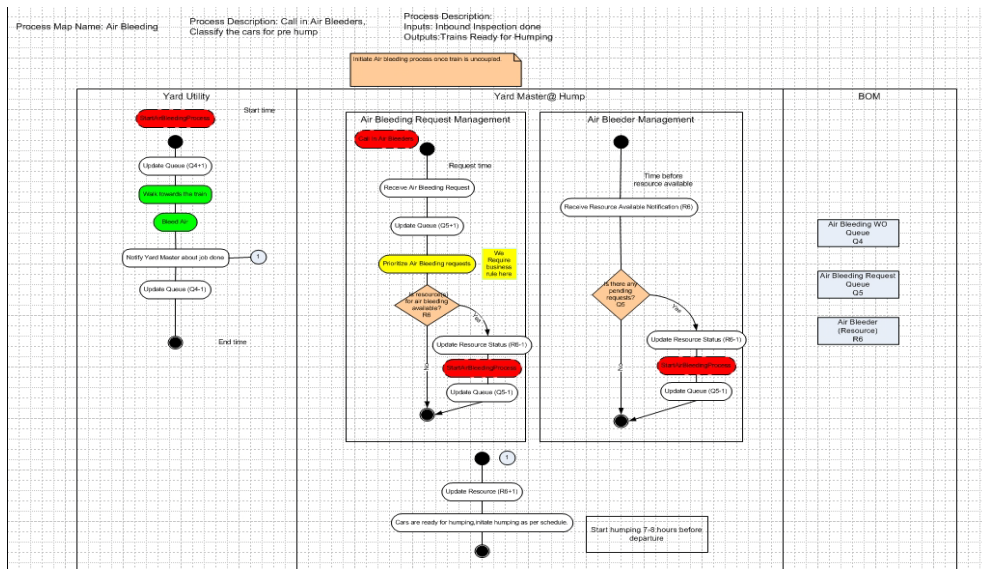 Process Map Name: Air Bleeding
Process Description: Call in Air Bleeders,
Classify the cars for pre hump
Process Description:
Inputs: Inbound Inspection done
Outputs:Trains Ready for Humping
Initiate Air bleeding process once train is uncoupled
Yard Utility
StartAirBleedingProcess
Start time
Update Queue (Q4+1)
Walk towards the train
Bleed Air
Notify Yard Master about job done
1
Update Queue (Q4-1)
End time
Yard Master@ Hump
Air Bleeding Request Management
Call in Air Bleeders
Request time
Receive Air Bleeding Request
Update Queue (Q5+1)
Prioritize Air Bleeding requests
We
Require
business
rule here
Is resource(s)
for air bleeding
available?
R6
Yes
Update Resource Status (R6-1)
StartAirBleedingProcess
Update Queue (Q5-1)
Air Bleeder Management
Time before
resource available
Receive Resource Available Notification (R6)
Is there any
pending
requests?
Q5
Yes
Update Resource Status (R6-1)
StartAirBleedingProcess
Update Queue (Q5-1)
1
Update Resource (R6+1)
Cars are ready for humping,initate humping as per schedule.
Start humping 7-8 hours before
departure
BOM
Air Bleeding WO
Queue
Q4
Air Bleeding Request
Queue
Q5
Air Bleeder
(Resource)
R6